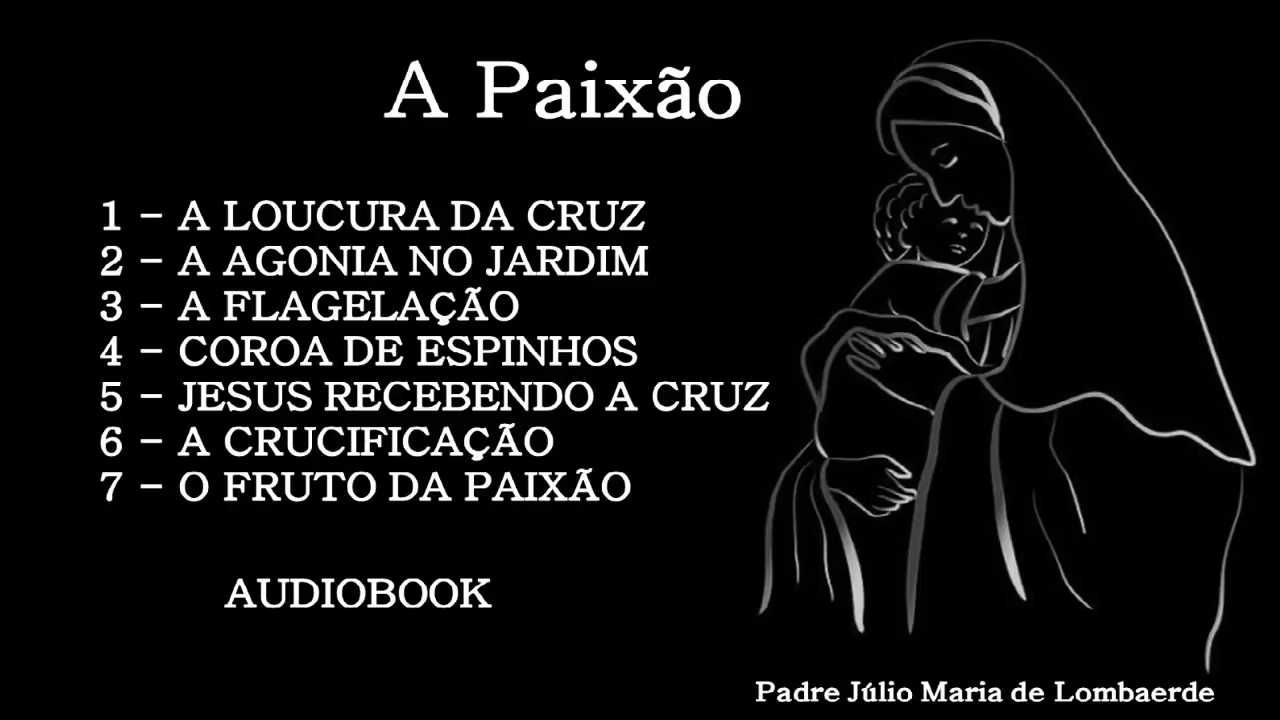 A Paixão
1 – A LOUCURA DA CRUZ
2 – A AGONIA NO JARDIM
3 – A FLAGELAÇÃO
4 – COROA DE ESPINHOS
5 – JESUS RECEBENDO A CRUZ
6 – A CRUCIFICAÇÃO
7 – O FRUTO DA PAIXÃO
AUDIOBOOK
Padre Júlio Maria de Lombaerde